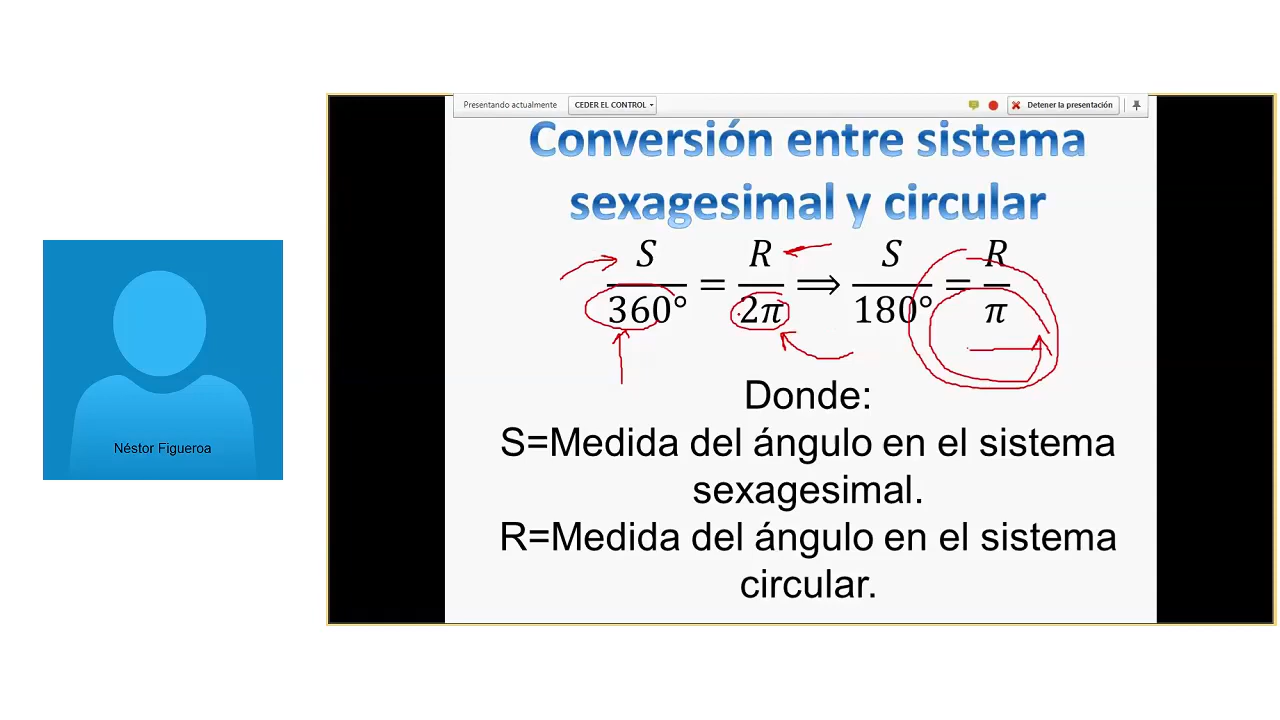 Presentando actualmente CEDER EL CONTROL Detener la presentación
Conversión entre sistema
sexagesimal y circular
S/360° = R/2π ⟹ S/180° = R/π
Donde:
S=Medida del ángulo en el sistema
sexagesimal.
R=Medida del ángulo en el sistema
circular.
Néstor Figueroa